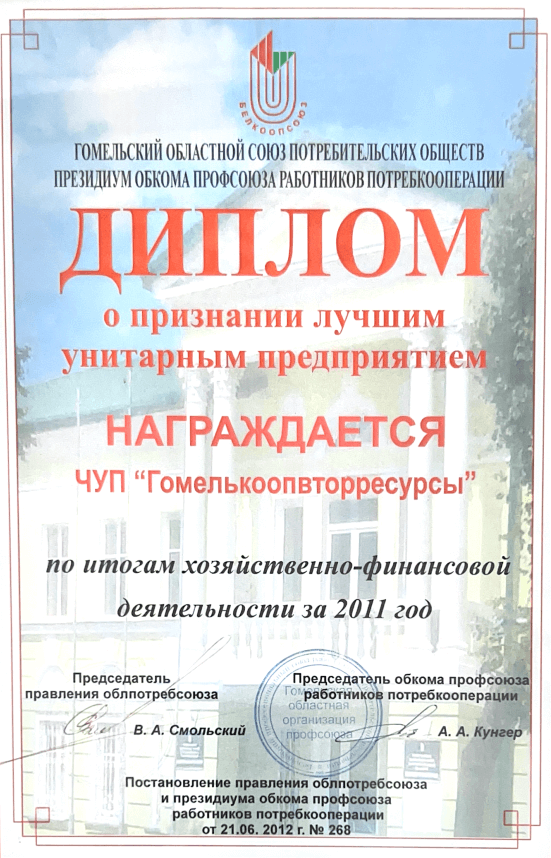 БЕЛКООПСОЮЗ
ГОМЕЛЬСКИЙ ОБЛАСТНОЙ СОЮЗ ПОТРЕБИТЕЛЬСКИХ ОБЩЕСТВ
ПРЕЗИДИУМ ОБКОМА ПРОФСОЮЗА РАБОТНИКОВ ПОТРЕБКООПЕРАЦИИ
ДИПЛОМ
о признании лучшим
унитарным предприятием
НАГРАЖДАЕТСЯ
ЧУП “Гомелькоопвторресурсы”
по итогам хозяйственно-финансовой
деятельности за 2011 год
Председатель
правления облпотребсоюза
В. А. Смольский
Председатель обкома профсоюза
работников потребкооперации
А. А. Кунгер
Гомельская
областная
организация
профсоюза
Постановление правления облпотребсоюза
и президиума обкома профсоюза
работников потребкооперации
от 21.06. 2012 г. № 268